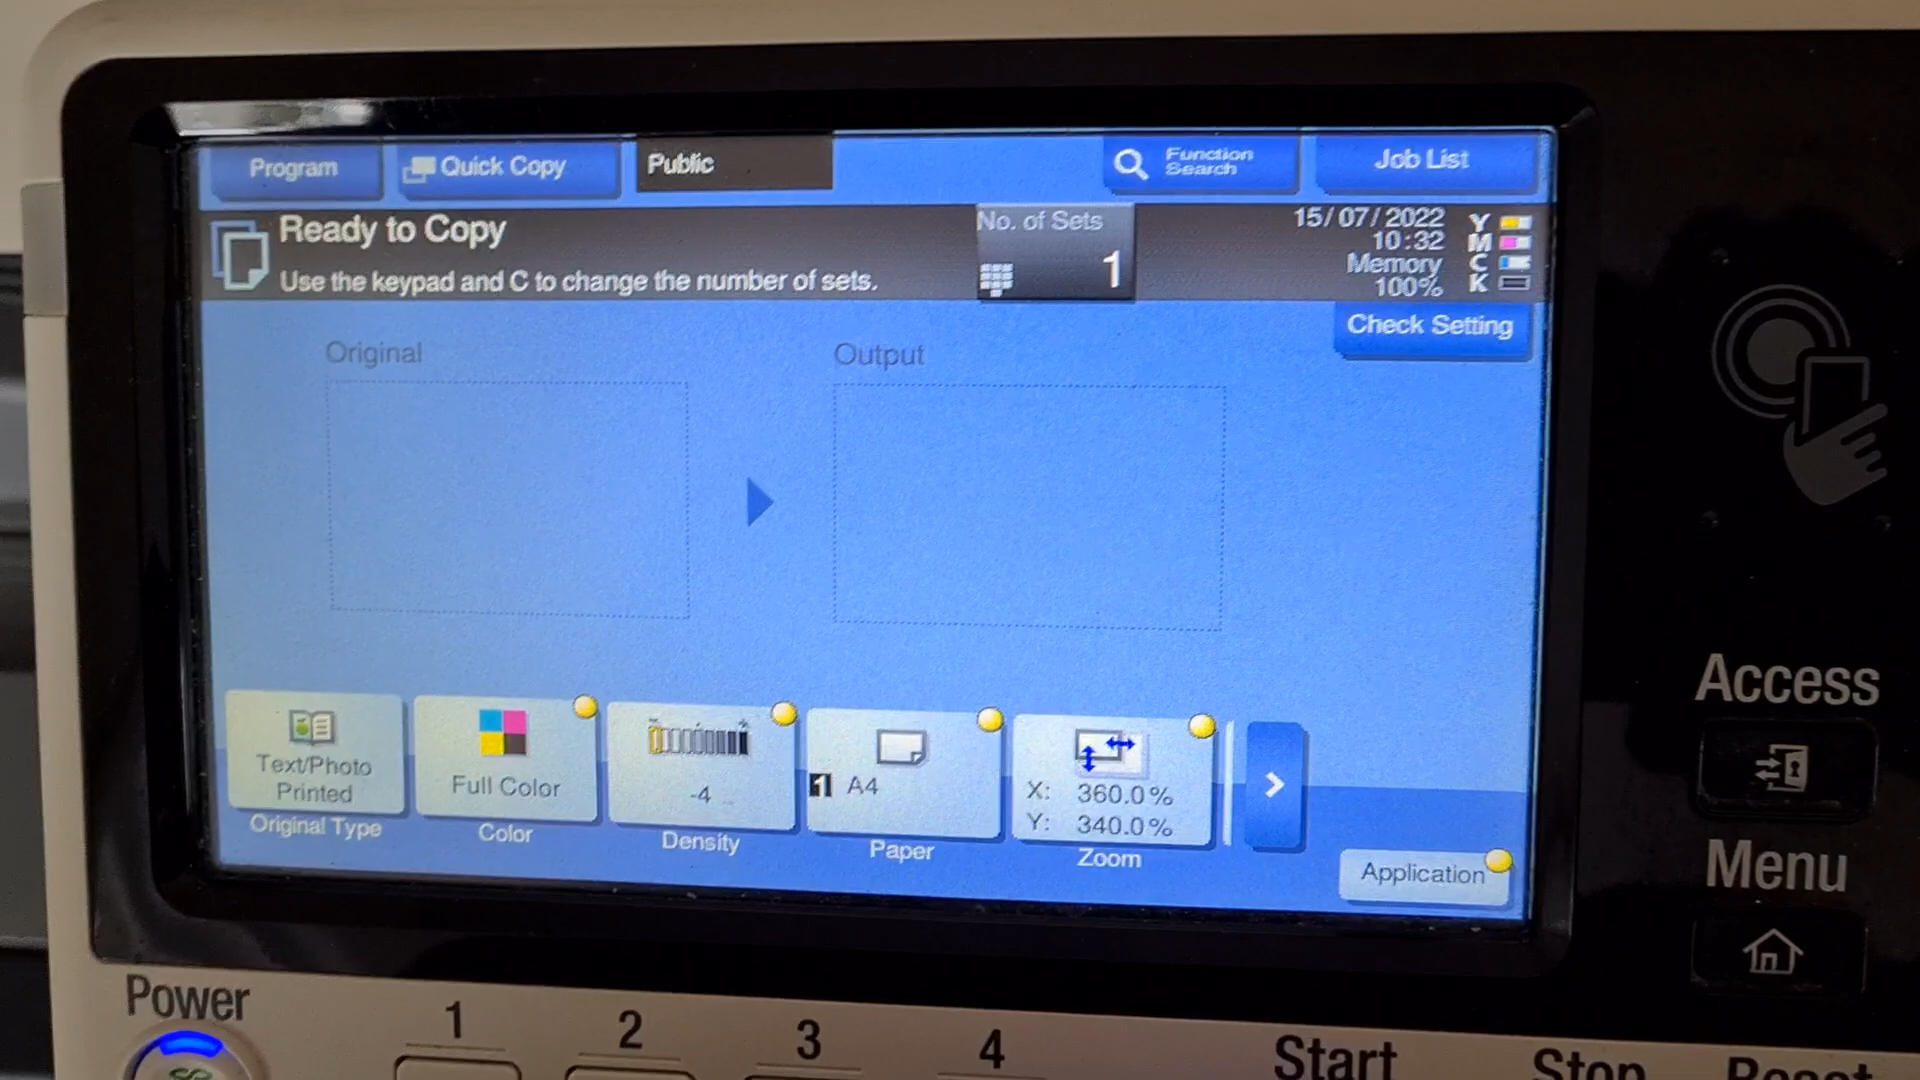 Program
Quick Copy
Public
Function
Search
Job List
Ready to Copy
Use the keypad and C to change the number of sets.
No. of Sets
1
15/07/2022
10:32
Memory
100%
Y
M
C
K
Check Setting
Original
Output
Text/Photo
Printed
Original Type
Full Color
Color
-4
Density
1 A4
Paper
X: 360.0%
Y: 340.0%
Zoom
Application
Access
Menu
Power
1
2
3
4
Start
Stop
Reset